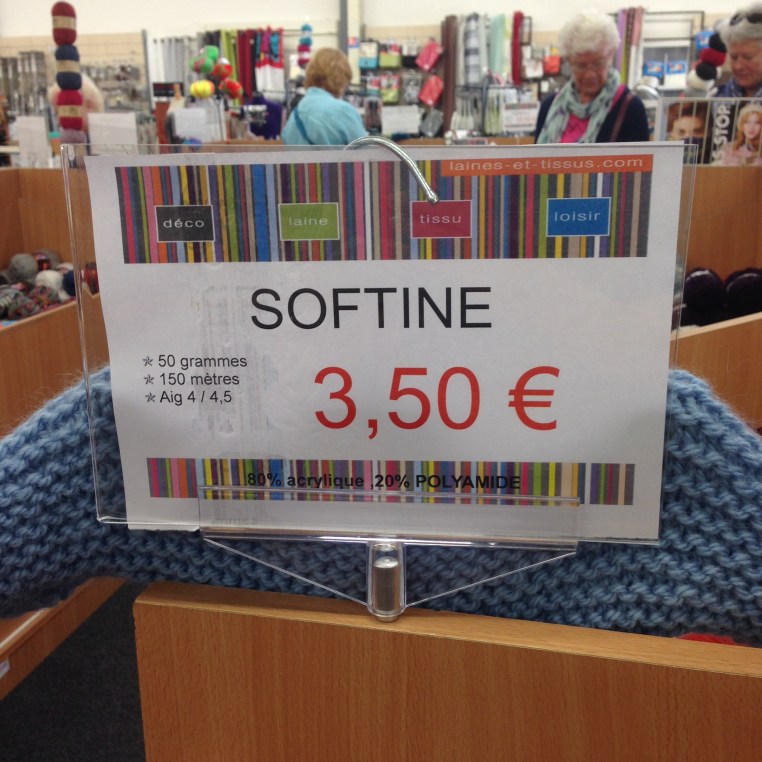 laines-et-tissus.com
déco laine tissu loisir
SOFTINE
✯ 50 grammes
✯ 150 mètres
✯ Aig 4 / 4,5
3,50 €
80% acrylique ,20% POLYAMIDE
STOP